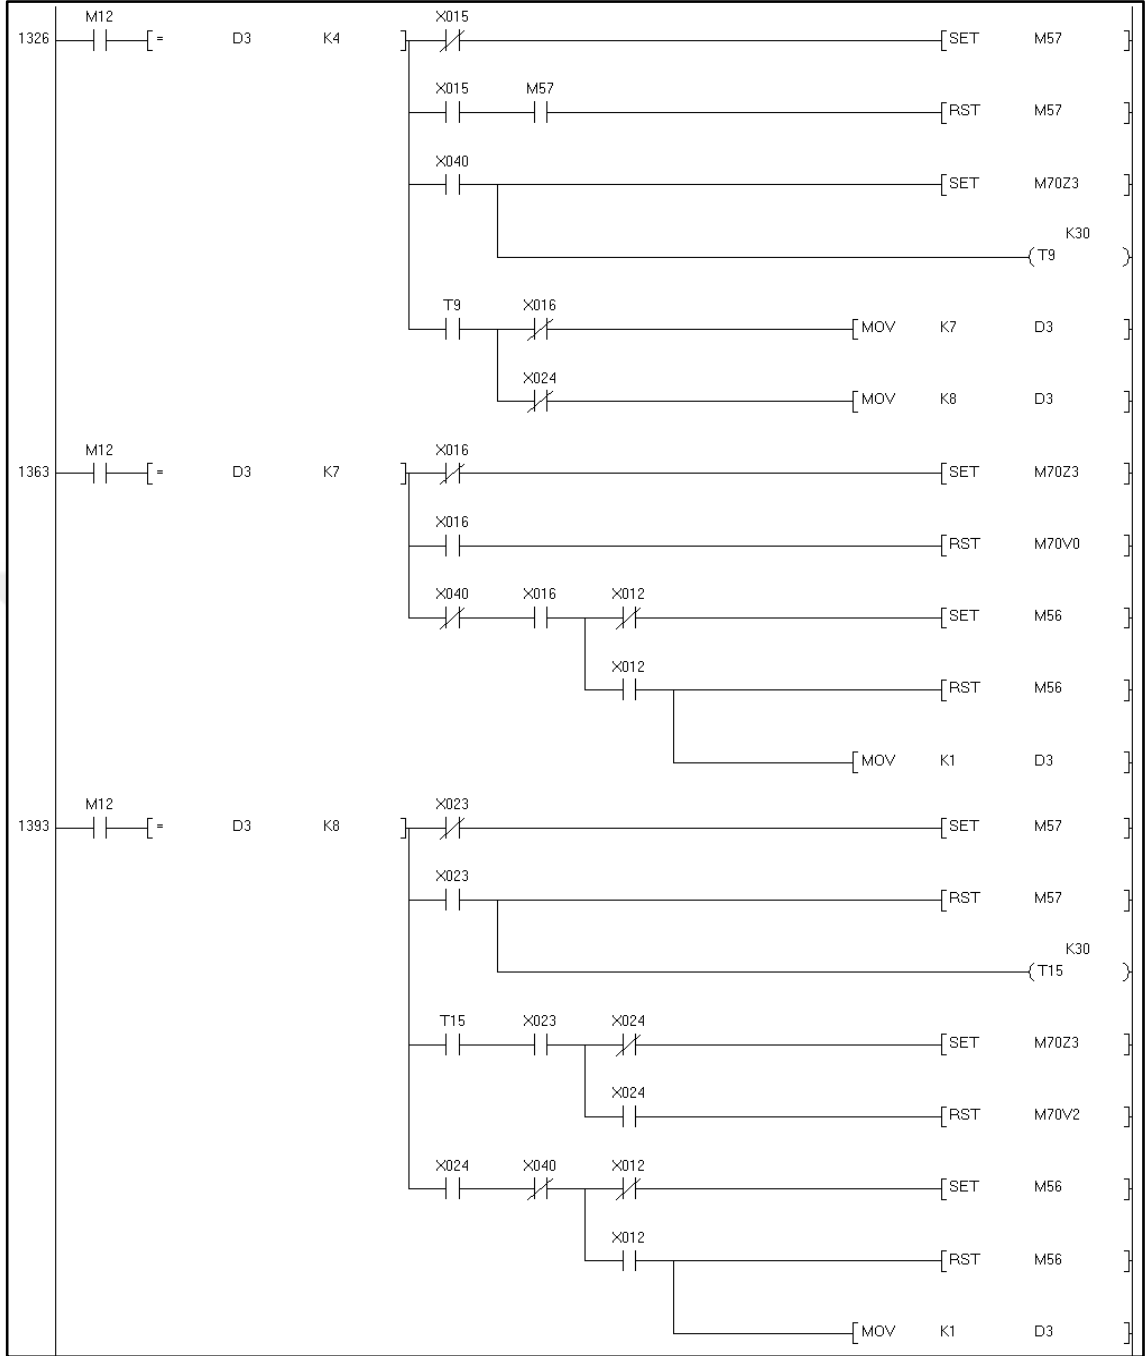 M12 X015
1326 [= D3 K4 ] [SET M57 ]
X015 M57
[RST M57 ]
X040
[SET M70Z3 ]
K30
(T9 )
T9 X016
[MOV K7 D3 ]
X024
[MOV K8 D3 ]
M12 X016
1363 [= D3 K7 ] [SET M70Z3 ]
X016
[RST M70V0 ]
X040 X016 X012
[SET M56 ]
X012
[RST M56 ]
[MOV K1 D3 ]
M12 X023
1393 [= D3 K8 ] [SET M57 ]
X023
[RST M57 ]
K30
(T15 )
T15 X023 X024
[SET M70Z3 ]
X024
[RST M70V2 ]
X024 X040 X012
[SET M56 ]
X012
[RST M56 ]
[MOV K1 D3 ]